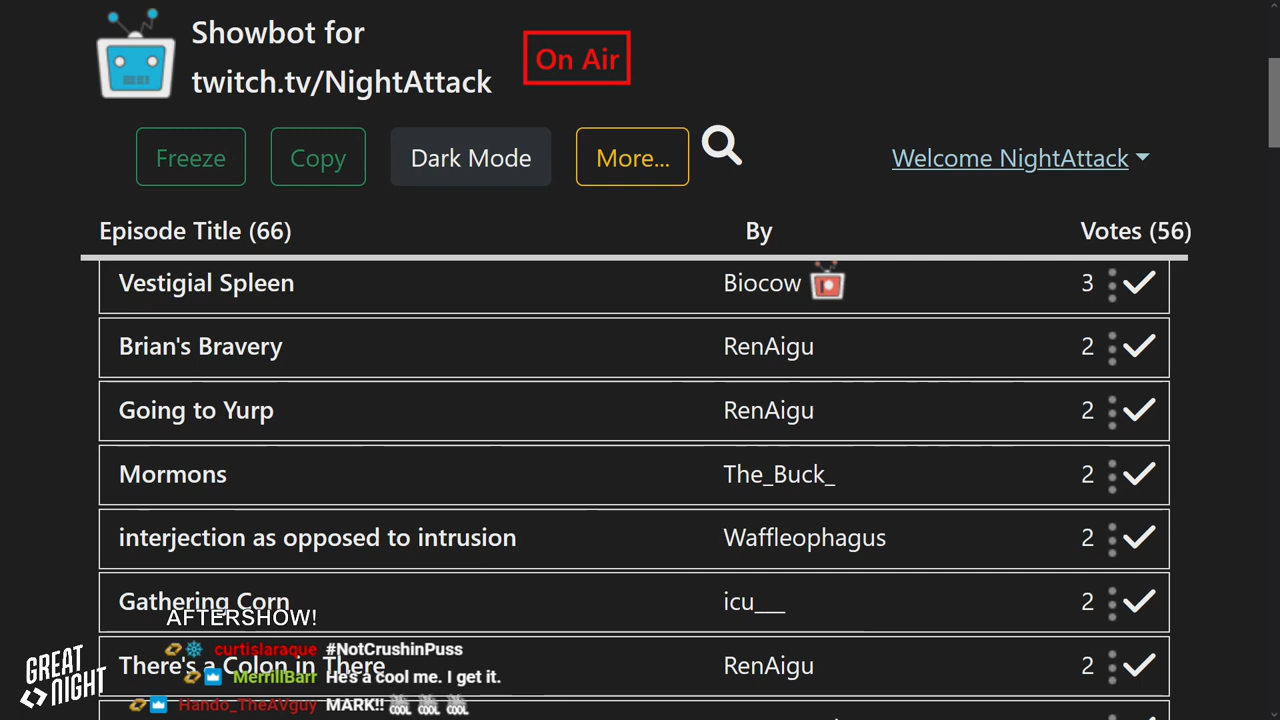 Showbot for
twitch.tv/NightAttack
On Air
Freeze
Copy
Dark Mode
More...
Welcome NightAttack
Episode Title (66) By Votes (56)
Vestigial Spleen Biocow 3
Brian's Bravery RenAigu 2
Going to Yurp RenAigu 2
Mormons The_Buck_ 2
interjection as opposed to intrusion Waffleophagus 2
Gathering Corn icu___ 2
AFTERSHOW!
curtislaraque #NotCrushinPuss
There's a Colon in There RenAigu 2
MerrillBarr He's a cool me. I get it.
Hando_TheAVguy MARK!! COOL COOL COOL
GREAT
NIGHT